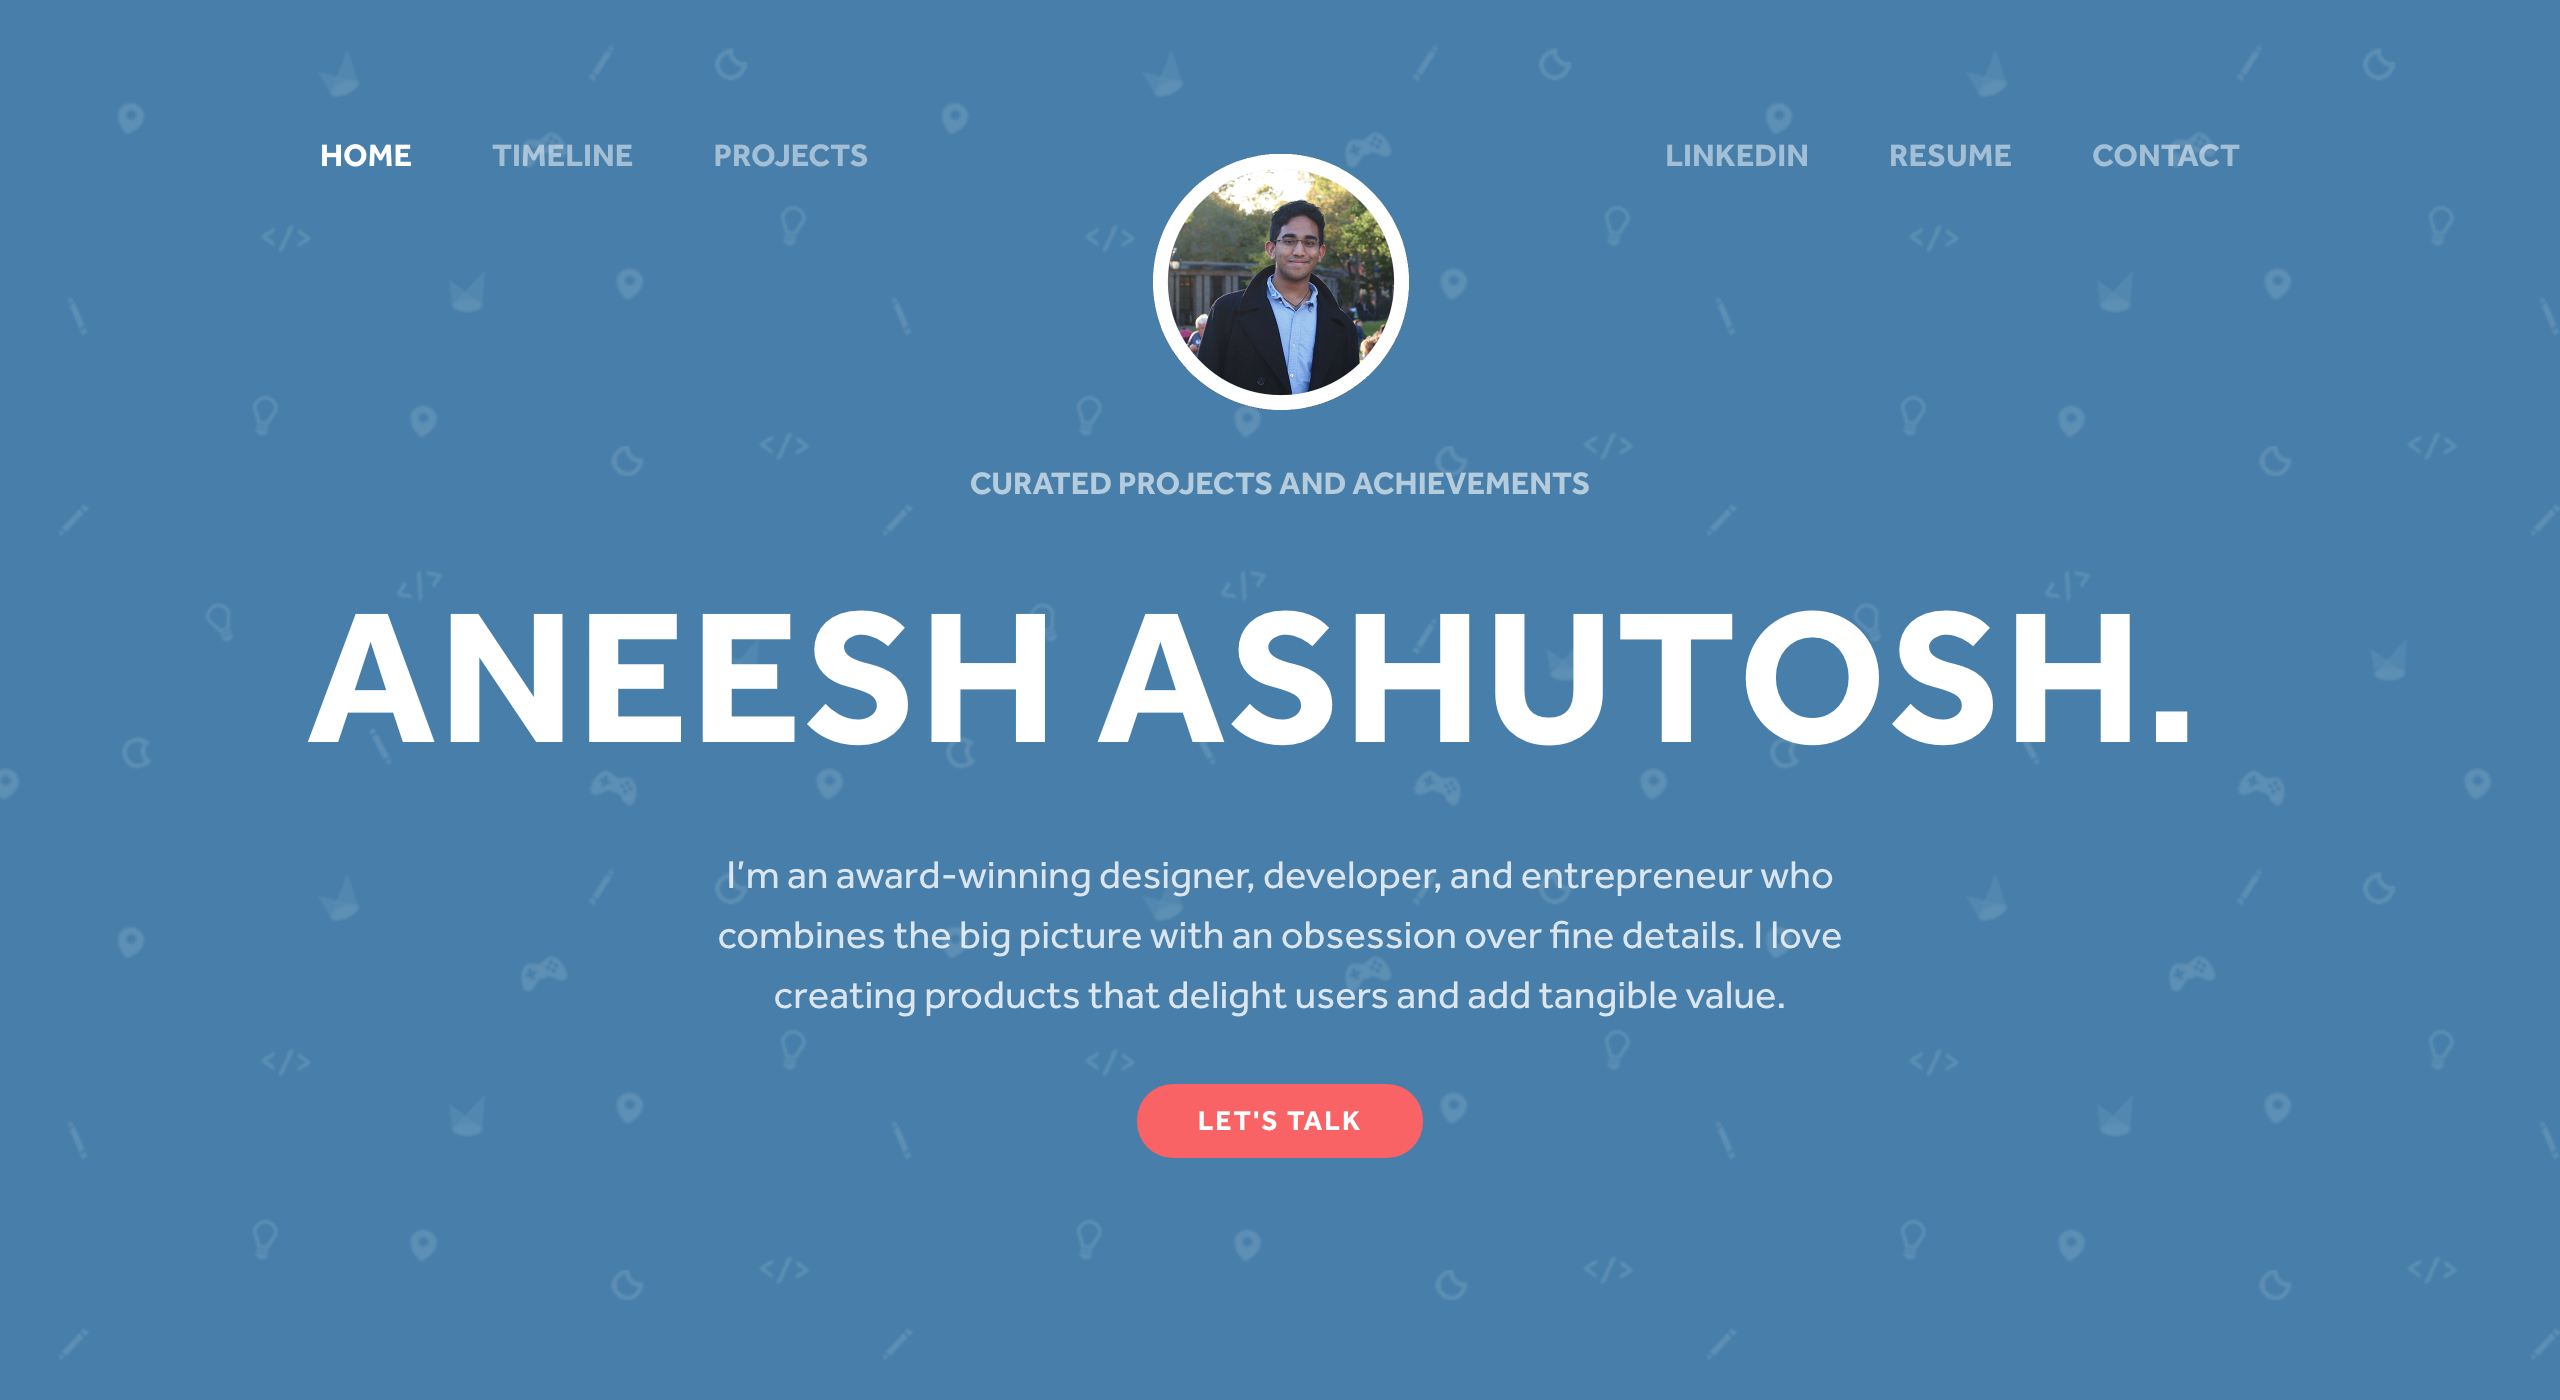 HOME TIMELINE PROJECTS LINKEDIN RESUME CONTACT
CURATED PROJECTS AND ACHIEVEMENTS
ANEESH ASHUTOSH.
I'm an award-winning designer, developer, and entrepreneur who
combines the big picture with an obsession over fine details. I love
creating products that delight users and add tangible value.
LET'S TALK